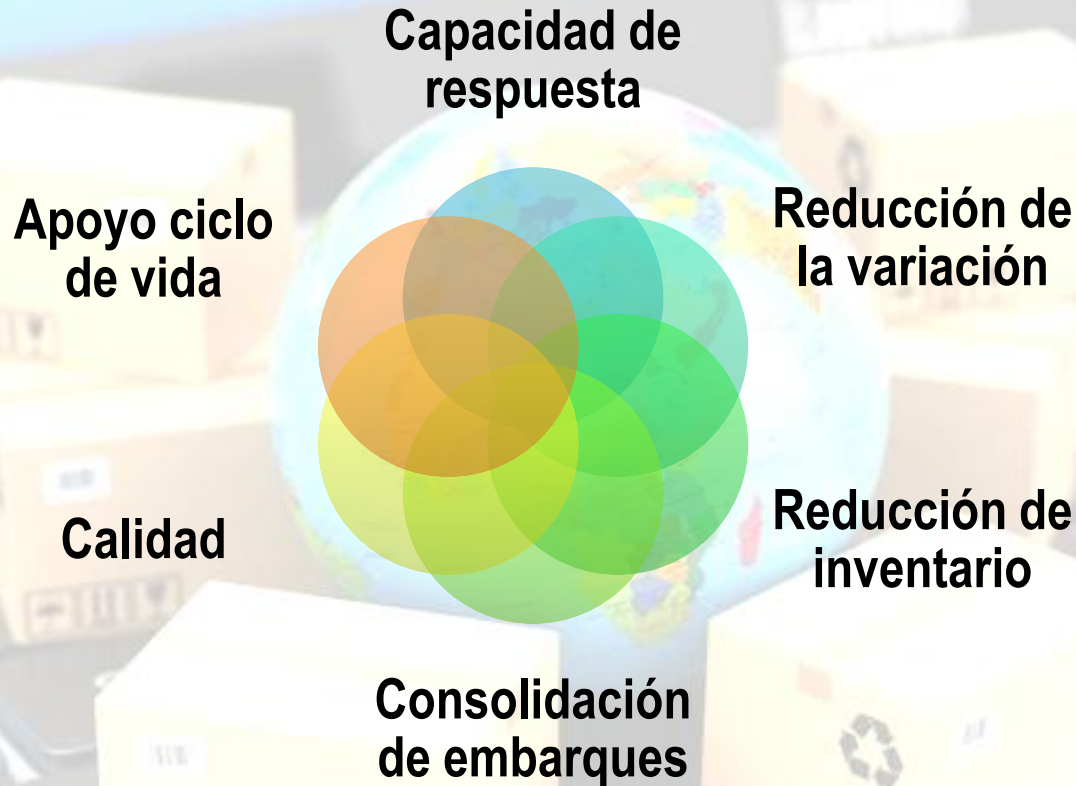 Capacidad de
respuesta
Reducción de
la variación
Reducción de
inventario
Consolidación
de embarques
Calidad
Apoyo ciclo
de vida